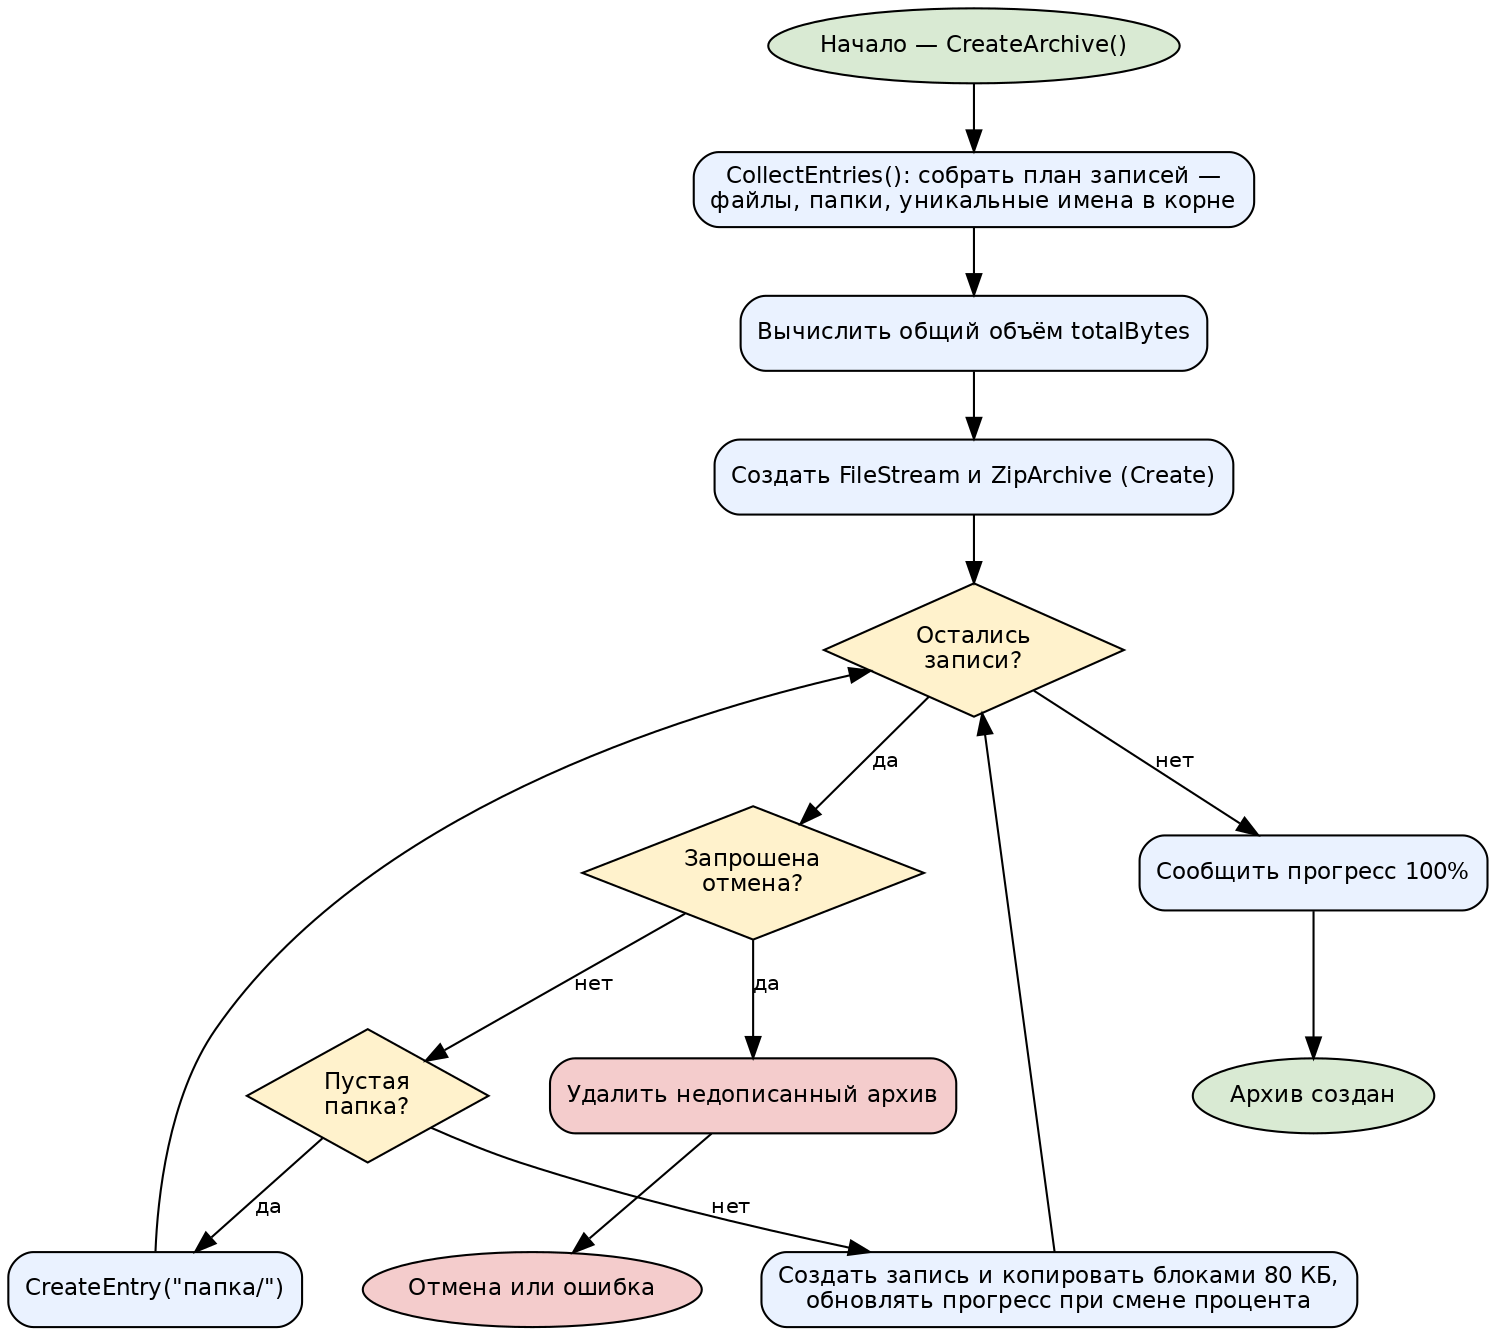 Начало — CreateArchive()
CollectEntries(): собрать план записей —
файлы, папки, уникальные имена в корне
Вычислить общий объём totalBytes
Создать FileStream и ZipArchive (Create)
Остались
записи?
да
нет
Запрошена
отмена?
Сообщить прогресс 100%
нет
да
Пустая
папка?
Удалить недописанный архив
Архив создан
да
нет
CreateEntry("папка/")
Отмена или ошибка
Создать запись и копировать блоками 80 КБ,
обновлять прогресс при смене процента